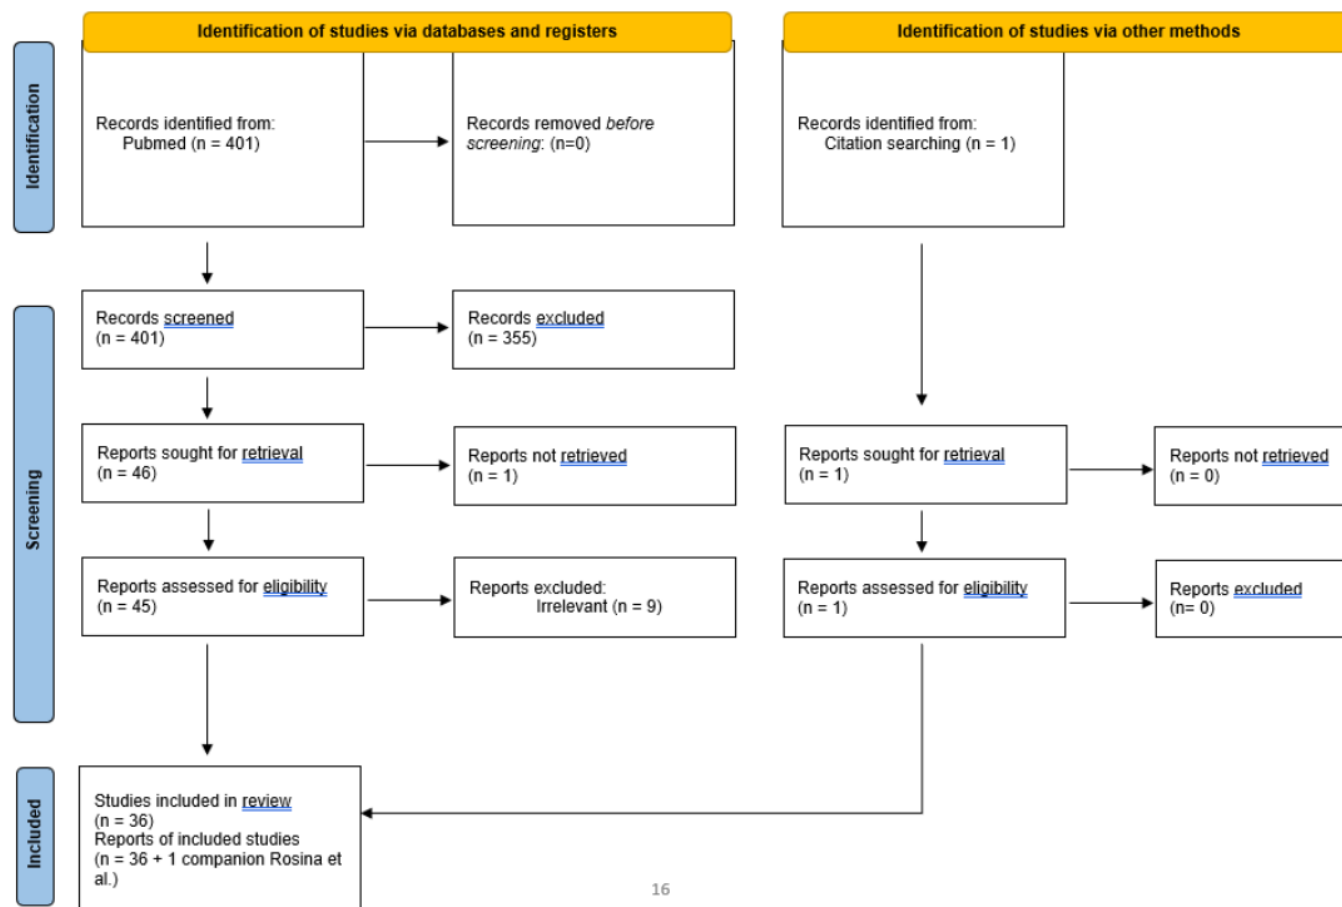 Identification of studies via databases and registers
Identification of studies via other methods
Identification
Records identified from:
Pubmed (n = 401)
Records removed before
screening: (n=0)
Records identified from:
Citation searching (n = 1)
Screening
Records screened
(n = 401)
Records excluded
(n = 355)
Reports sought for retrieval
(n = 46)
Reports not retrieved
(n = 1)
Reports sought for retrieval
(n = 1)
Reports not retrieved
(n = 0)
Reports assessed for eligibility
(n = 45)
Reports excluded:
Irrelevant (n = 9)
Reports assessed for eligibility
(n = 1)
Reports excluded
(n= 0)
Included
Studies included in review
(n = 36)
Reports of included studies
(n = 36 + 1 companion Rosina et
al.)
16